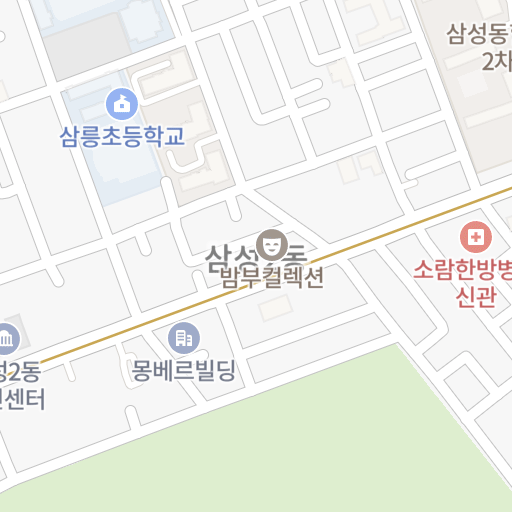 삼성동
2차
삼릉초등학교
삼성2동
밤부컬렉션
소람한방병
신관
몽베르빌딩
성2동
센터